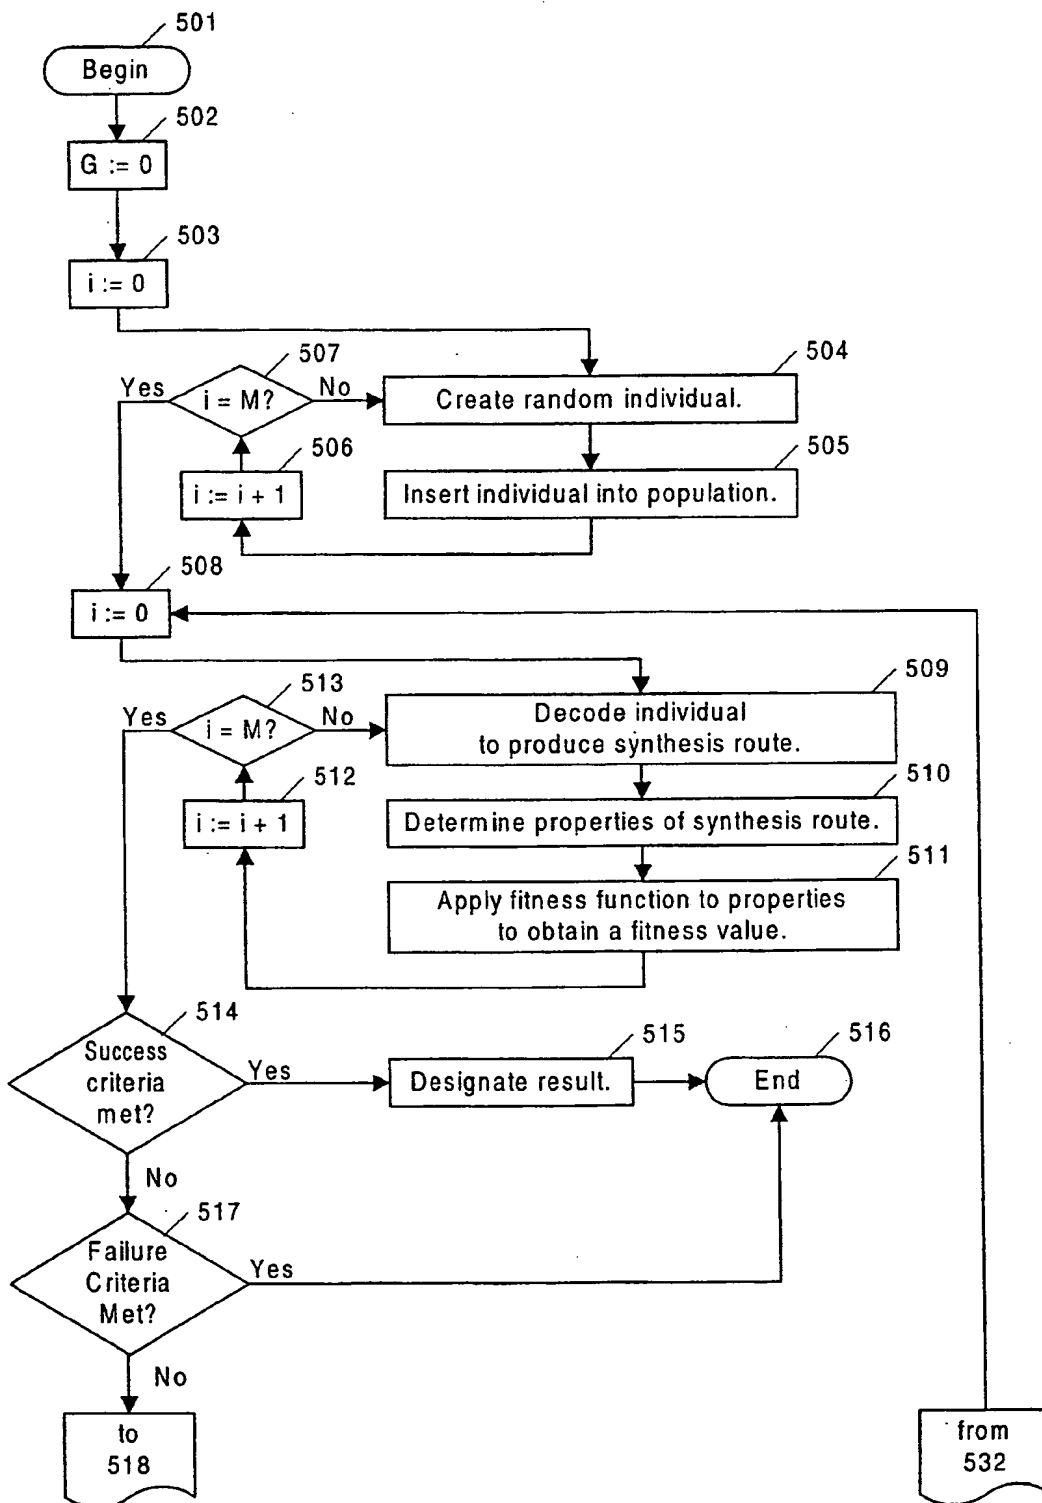 501
Begin
502
G := 0
503
i := 0
504
507
Yes
No
i = M?
Create random individual.
506
505
i := i + 1
Insert individual into population.
508
i := 0
509
513
Yes
No
i = M?
Decode individual
to produce synthesis route.
512
510
i := i + 1
Determine properties of synthesis route.
511
Apply fitness function to properties
to obtain a fitness value.
514
Success
criteria
met?
Yes
515
Designate result.
516
End
No
517
Failure
Criteria
Met?
Yes
No
to
518
from
532